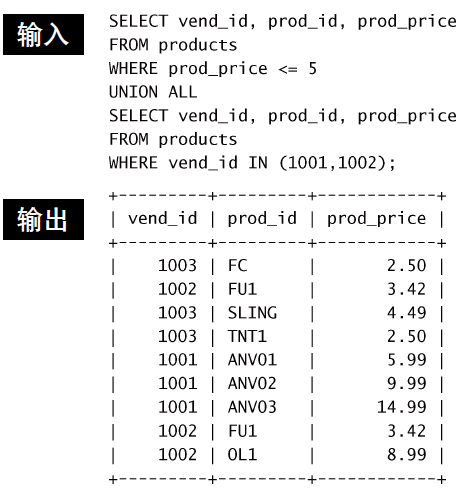 输入
SELECT vend_id, prod_id, prod_price
FROM products
WHERE prod_price <= 5
UNION ALL
SELECT vend_id, prod_id, prod_price
FROM products
WHERE vend_id IN (1001,1002);
输出
+---------+---------+------------+
| vend_id | prod_id | prod_price |
+---------+---------+------------+
|    1003 | FC      |       2.50 |
|    1002 | FU1     |       3.42 |
|    1003 | SLING   |       4.49 |
|    1003 | TNT1    |       2.50 |
|    1001 | ANV01   |       5.99 |
|    1001 | ANV02   |       9.99 |
|    1001 | ANV03   |      14.99 |
|    1002 | FU1     |       3.42 |
|    1002 | OL1     |       8.99 |
+---------+---------+------------+